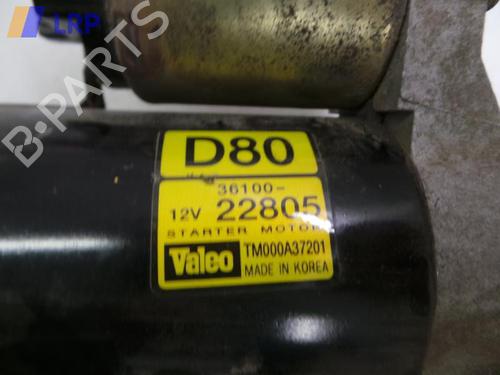 LRP
B-PARTS
D80
36100-
12V 22805
STARTER MOTOR
Valeo TM000A37201
MADE IN KOREA